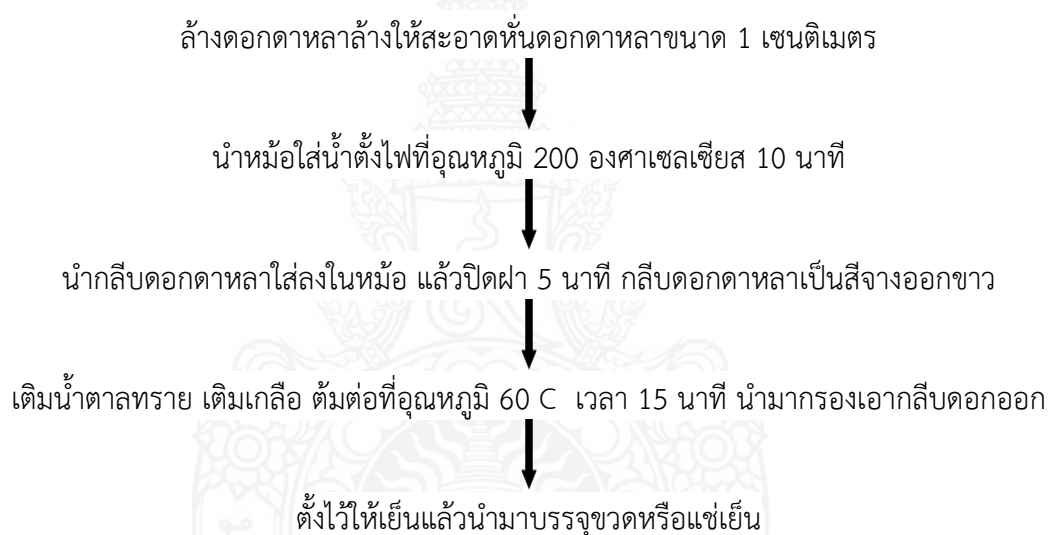 ล้างดอกดาหลาล้างให้สะอาดหั่นดอกดาหลาขนาด 1 เซนติเมตร
นำหม้อใส่น้ำตั้งไฟที่อุณหภูมิ 200 องศาเซลเซียส 10 นาที
นำกลีบดอกดาหลาใส่ลงในหม้อ แล้วปิดฝา 5 นาที กลีบดอกดาหลาเป็นสีจางออกขาว
เติมน้ำตาลทราย เติมเกลือ ต้มต่อที่อุณหภูมิ 60 C เวลา 15 นาที นำมากรองเอากลีบดอกออก
ตั้งไว้ให้เย็นแล้วนำมาบรรจุขวดหรือแช่เย็น